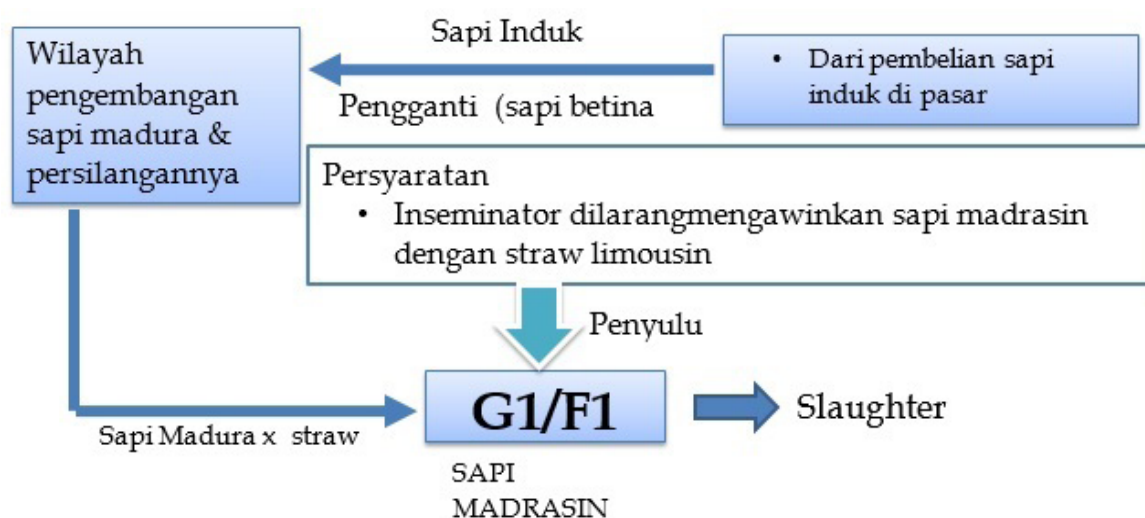 Wilayah
pengembangan
sapi madura &
persilangannya
Sapi Induk
Pengganti (sapi betina
• Dari pembelian sapi
induk di pasar
Persyaratan
• Inseminator dilarangmengawinkan sapi madrasin
dengan straw limousin
Penyulu
G1/F1
Slaughter
Sapi Madura x straw
SAPI
MADRASIN